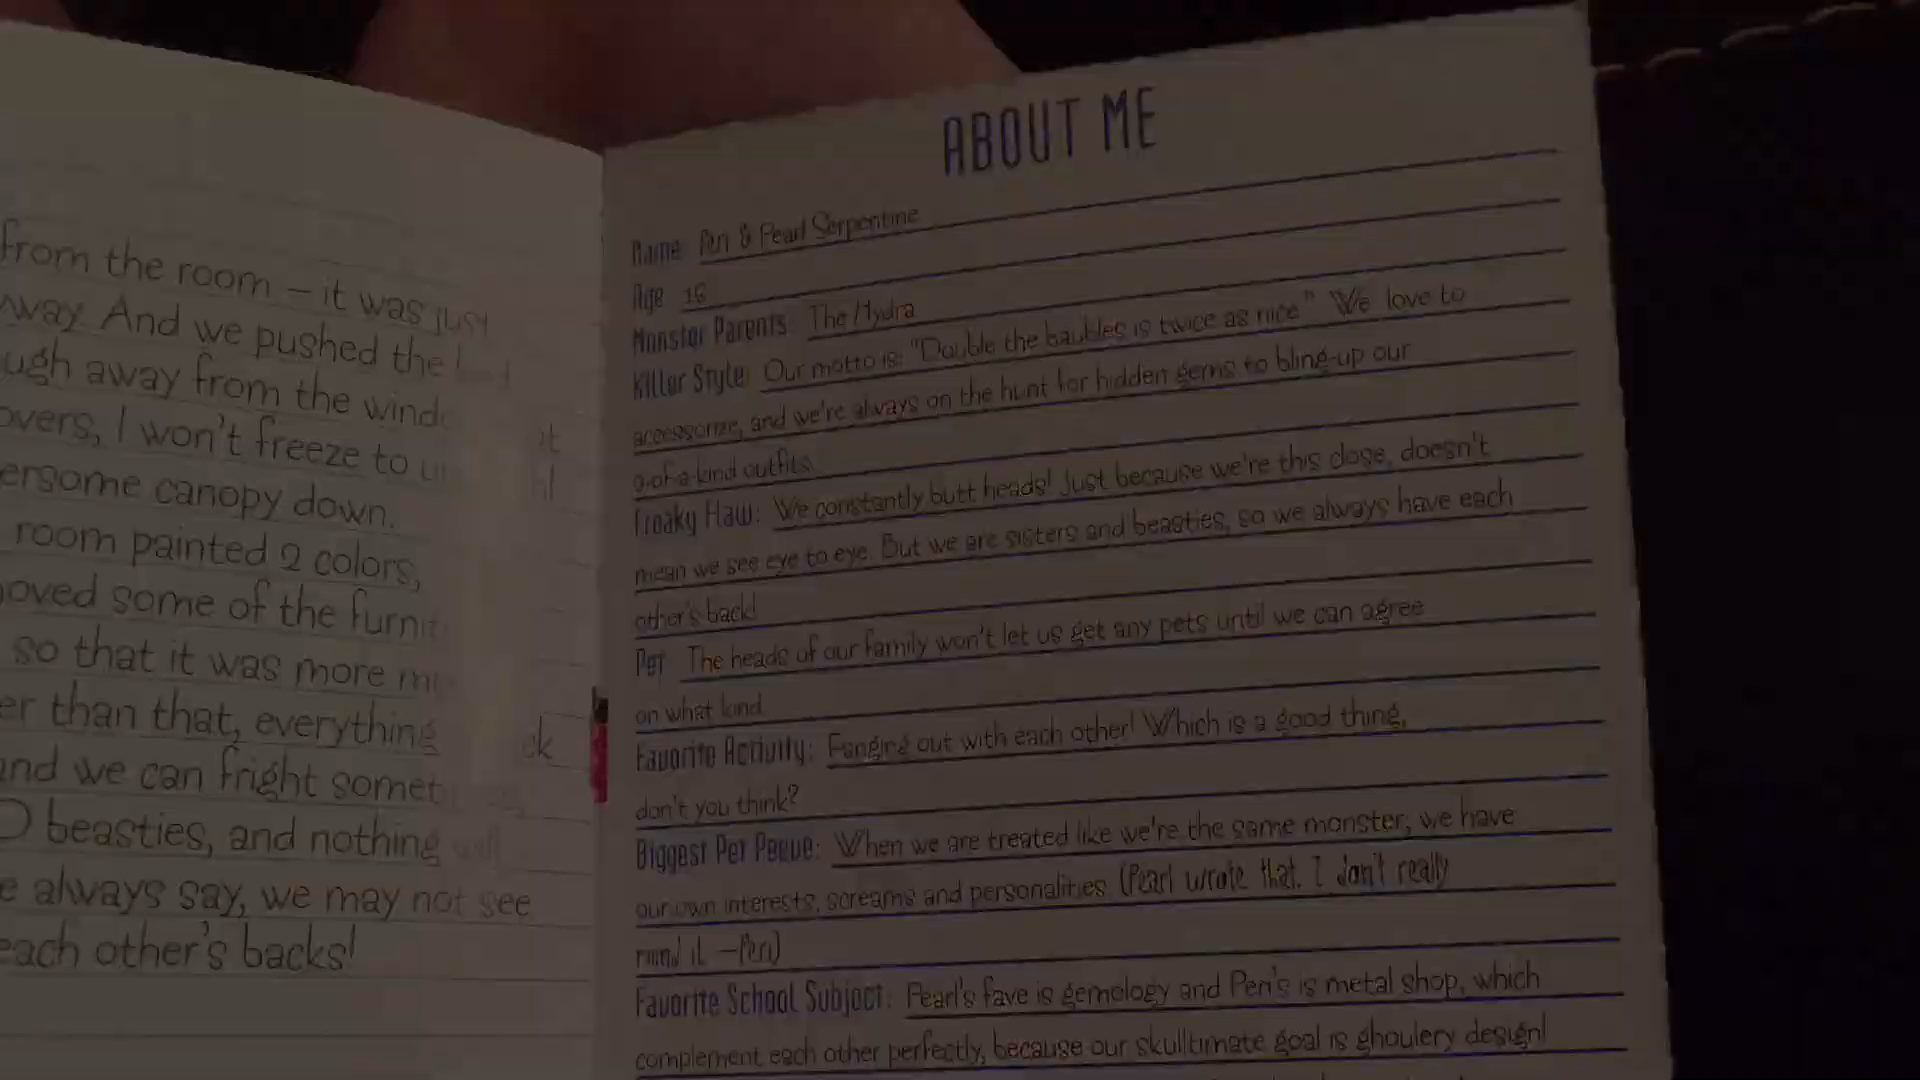 from the room – it was just
way. And we pushed the
ugh away from the
overs, I won't freeze to
ersome canopy down.
room painted 2 colors,
oved some of the
so that it was more
er than that, everything
and we can fright
beasties, and nothing
e always say, we may not see
each other's backs!
ABOUT ME
Name: Peri & Pearl Serpentine
Age: 16
Monster Parents: The Hydra
Killer Style: Our motto is: "Double the baubles is twice as nice" We love to
accessorize, and we're always on the hunt for hidden gems to bling-up our
g-of-a-kind outfits.
Freaky Flaw: We constantly butt heads! Just because we're this close, doesn't
mean we see eye to eye. But we are sisters and beasties, so we always have each
other's back!
Pet: The heads of our family won't let us get any pets until we can agree
on what kind.
Favorite Activity: Fanging out with each other! Which is a good thing,
don't you think?
Biggest Pet Peeve: When we are treated like we're the same monster, we have
our own interests, screams and personalities. (Pearl wrote that. I don't really
mind it. –Peri)
Favorite School Subject: Pearl's fave is gemology and Peri's is metal shop, which
complement each other perfectly, because our skulltimate goal is ghoulery design!